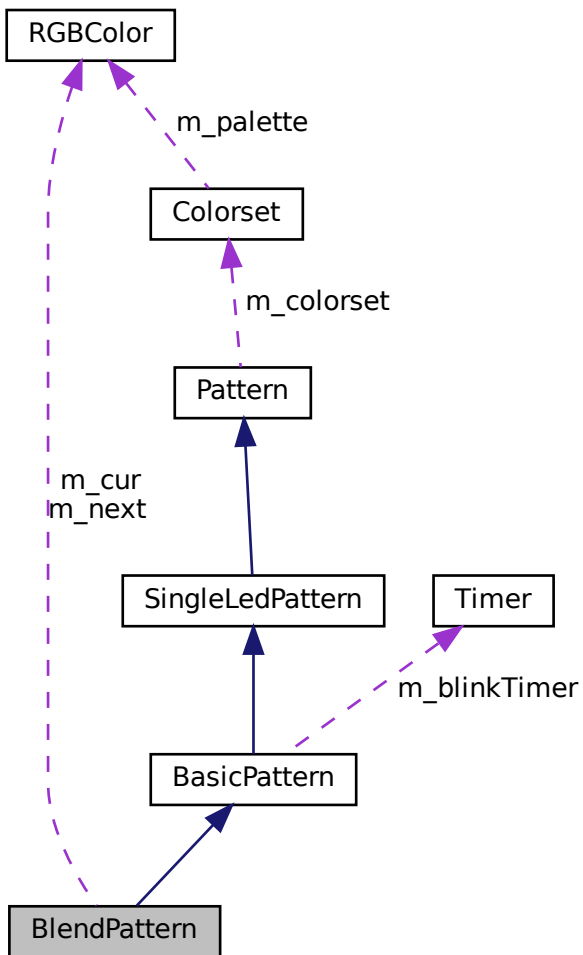 RGBColor
m_palette
Colorset
m_colorset
Pattern
m_cur
m_next
SingleLedPattern
Timer
m_blinkTimer
BasicPattern
BlendPattern